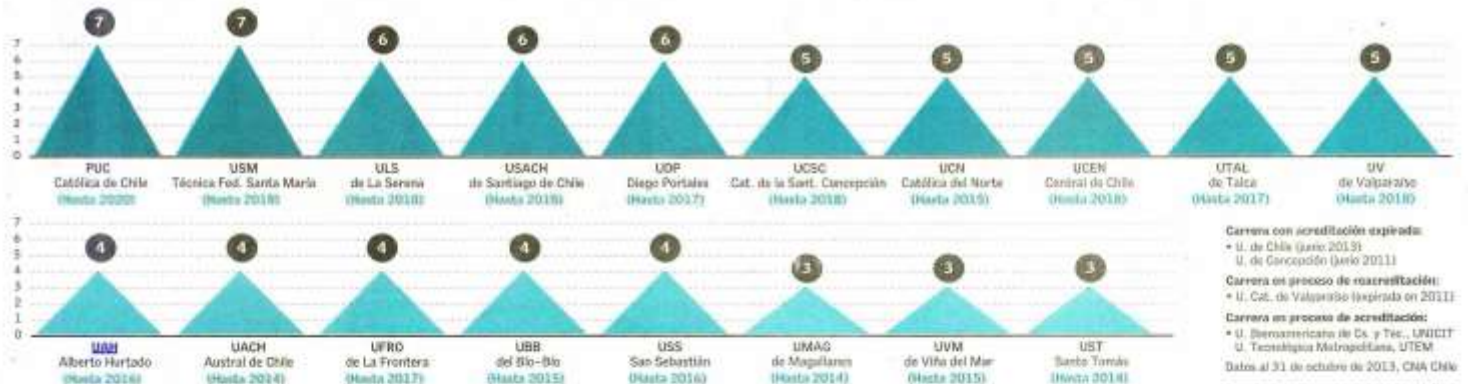 7 7 6 6 6 5 5 5 5 5
7
6
5
4
3
2
1
0
PUC USM ULS USACH UDP UCSC UCN UCEN UTAL UV
Católica de Chile Técnica Fed. Santa María de La Serena de Santiago de Chile Diego Portales Cat. de la Sant. Concepción Católica del Norte Central de Chile de Talca de Valparaíso
(Hasta 2020) (Hasta 2019) (Hasta 2018) (Hasta 2017) (Hasta 2018) (Hasta 2015) (Hasta 2018) (Hasta 2017) (Hasta 2018)
4 4 4 4 4 3 3 3
7
6
5
4
3
2
1
0
UAH UACH UFRO UBB USS UMAG UVM UST
Alberto Hurtado Austral de Chile de La Frontera del Bío-Bío San Sebastián de Magallanes de Viña del Mar Santo Tomás
(Hasta 2016) (Hasta 2014) (Hasta 2017) (Hasta 2015) (Hasta 2016) (Hasta 2014) (Hasta 2015) (Hasta 2014)
Carrera con acreditación expirada:
• U. de Chile (junio 2013)
U. de Concepción (junio 2011)
Carrera en proceso de reacreditación:
• U. Cat. de Valparaíso (expirada en 2011)
Carrera en proceso de acreditación:
• U. Iberoamericana de Cs. y Tec., UNICIT
U. Tecnológica Metropolitana, UTEM
Datos al 31 de octubre de 2013, CNA Chile